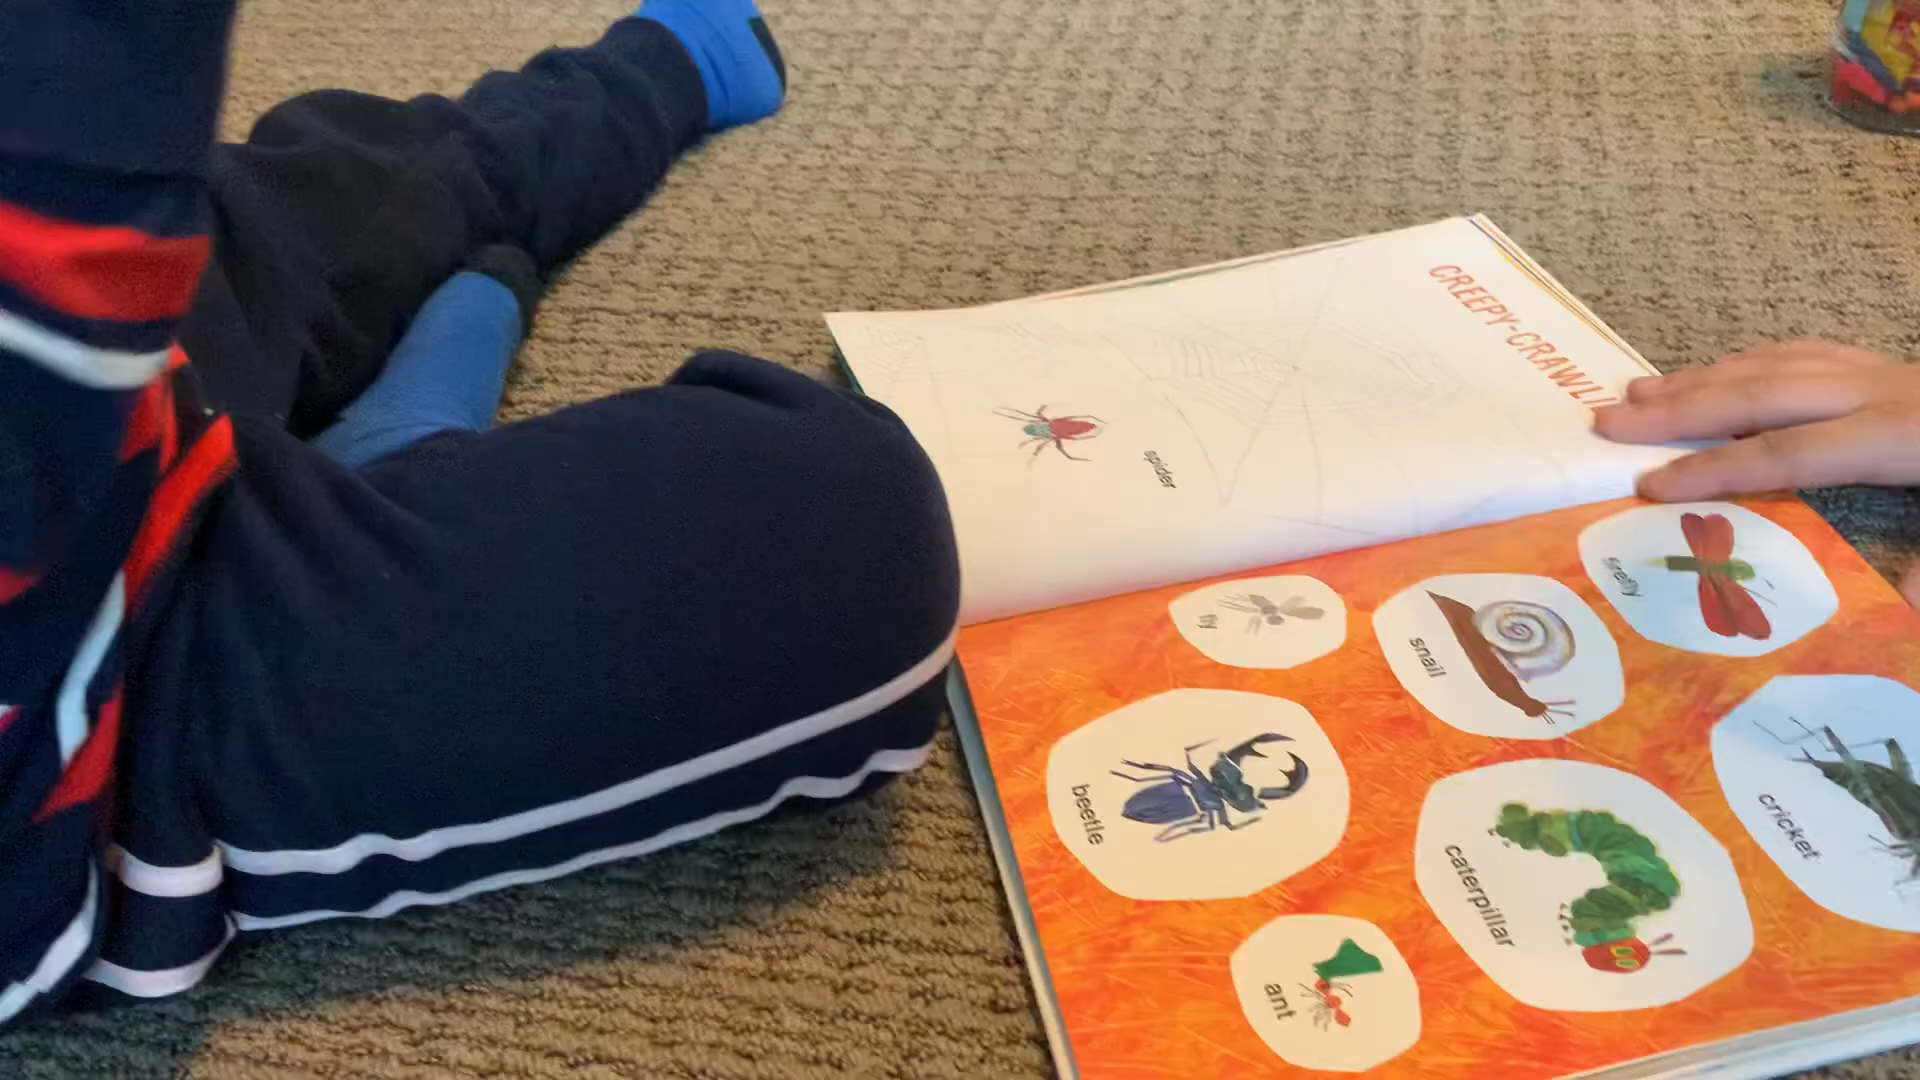 CREEPY-CRAWLI
spider
firefly
snail
fly
cricket
caterpillar
beetle
ant